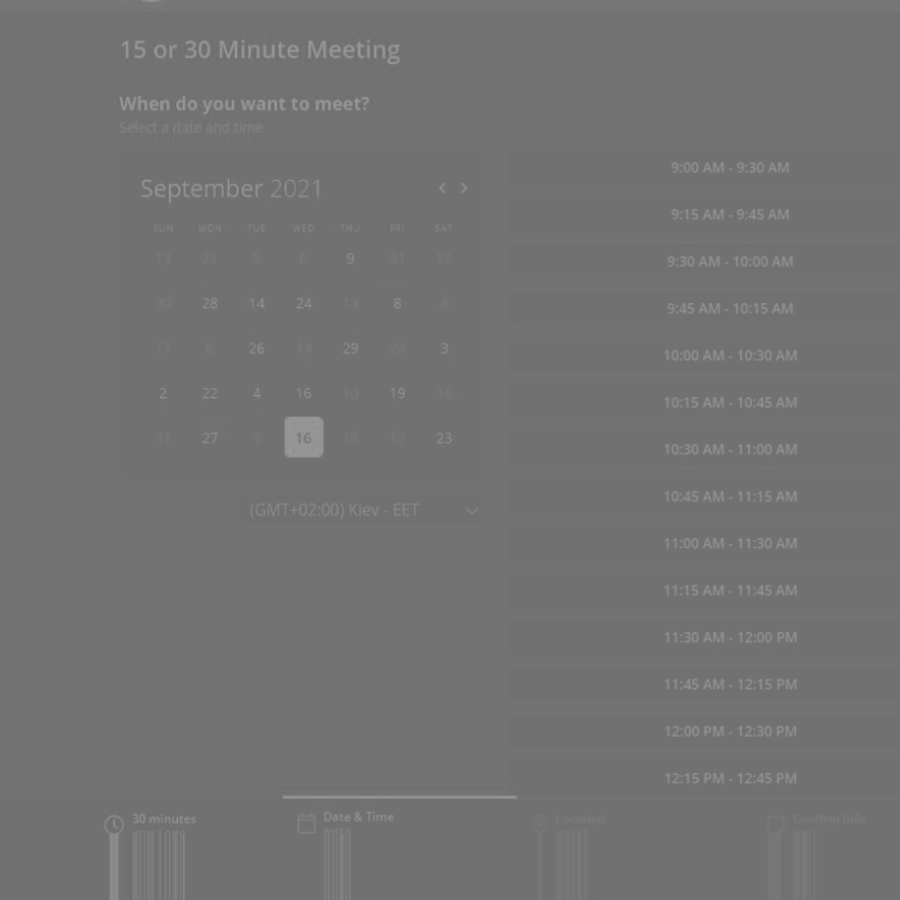 15 or 30 Minute Meeting
When do you want to meet?
Select a date and time
September 2021
SUN MON TUE WED THU FRI SAT
13 21 5 6 9 31 18
30 28 14 24 13 8 8
17 6 26 14 29 24 3
2 22 4 16 10 19 18
31 27 16 12 23
(GMT+02:00) Kiev - EET
9:00 AM - 9:30 AM
9:15 AM - 9:45 AM
9:30 AM - 10:00 AM
9:45 AM - 10:15 AM
10:00 AM - 10:30 AM
10:15 AM - 10:45 AM
10:30 AM - 11:00 AM
10:45 AM - 11:15 AM
11:00 AM - 11:30 AM
11:15 AM - 11:45 AM
11:30 AM - 12:00 PM
11:45 AM - 12:15 PM
12:00 PM - 12:30 PM
12:15 PM - 12:45 PM
30 minutes
Date & Time
Location
Confirm Info